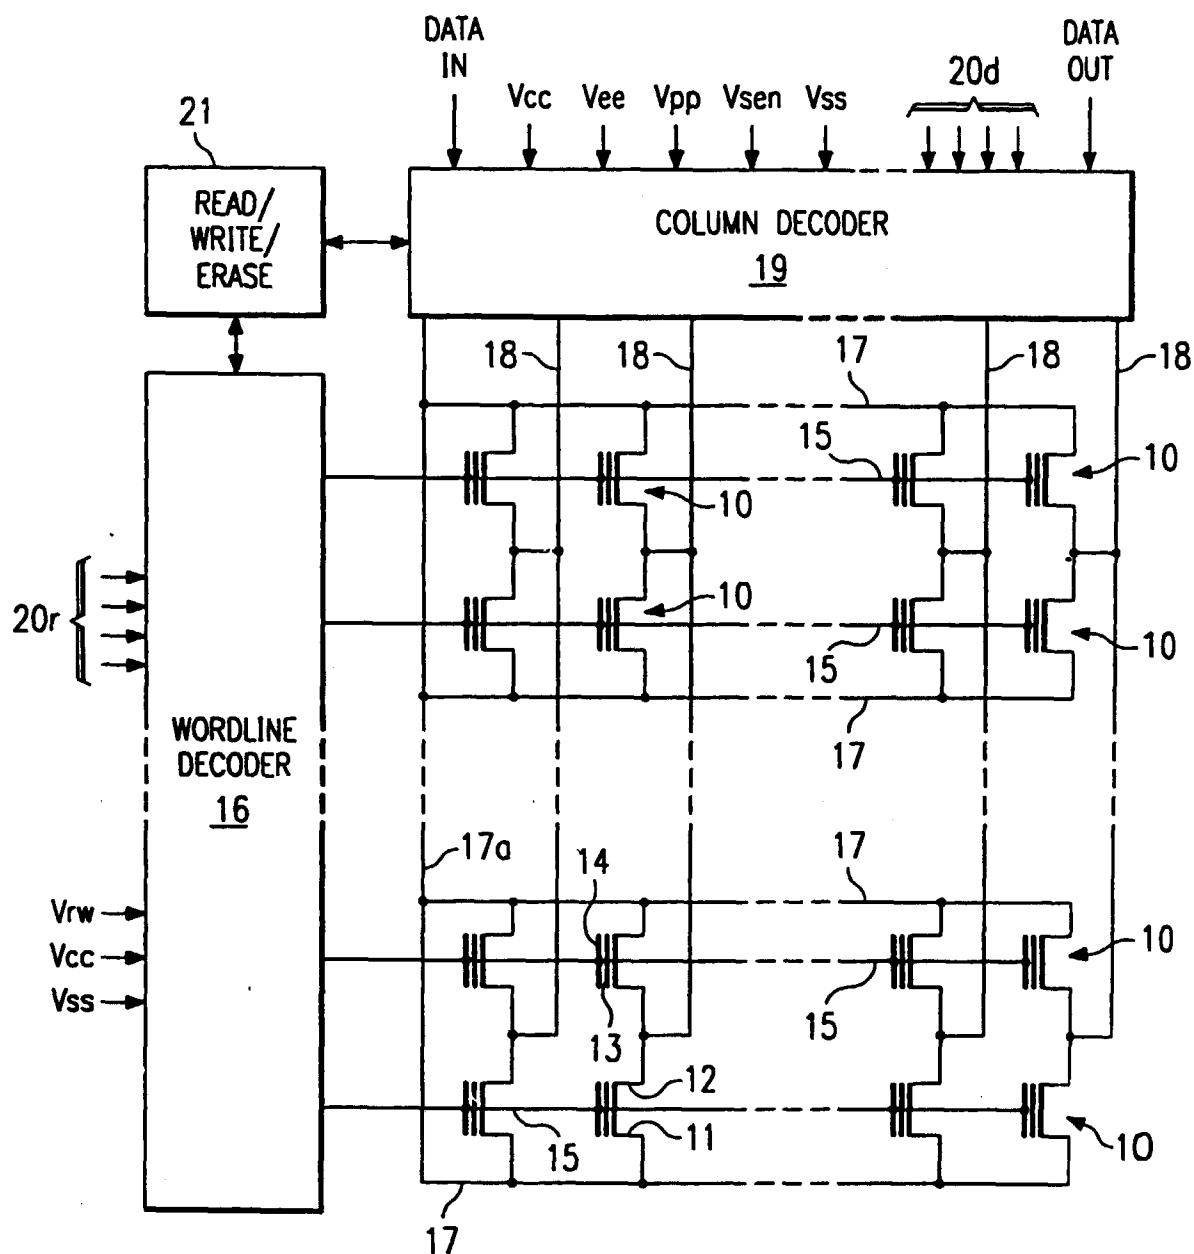 DATA IN
Vcc
Vee
Vpp
Vsen
Vss
20d
DATA OUT
21
READ/
WRITE/
ERASE
COLUMN DECODER
19
18
18
17
18
18
15
10
10
20r
10
15
10
17
WORDLINE
DECODER
16
17a
14
17
Vrw
Vcc
Vss
10
13
15
12
11
15
10
17